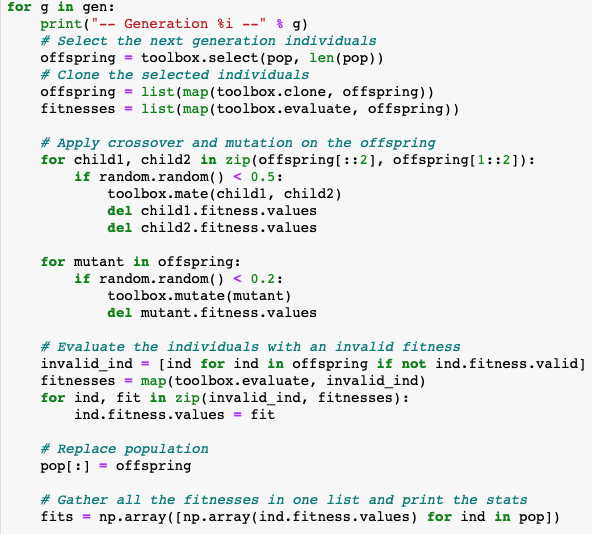 for g in gen:
    print("-- Generation %i --" % g)
    # Select the next generation individuals
    offspring = toolbox.select(pop, len(pop))
    # Clone the selected individuals
    offspring = list(map(toolbox.clone, offspring))
    fitnesses = list(map(toolbox.evaluate, offspring))

    # Apply crossover and mutation on the offspring
    for child1, child2 in zip(offspring[::2], offspring[1::2]):
        if random.random() < 0.5:
            toolbox.mate(child1, child2)
            del child1.fitness.values
            del child2.fitness.values

    for mutant in offspring:
        if random.random() < 0.2:
            toolbox.mutate(mutant)
            del mutant.fitness.values

    # Evaluate the individuals with an invalid fitness
    invalid_ind = [ind for ind in offspring if not ind.fitness.valid]
    fitnesses = map(toolbox.evaluate, invalid_ind)
    for ind, fit in zip(invalid_ind, fitnesses):
        ind.fitness.values = fit

    # Replace population
    pop[:] = offspring

    # Gather all the fitnesses in one list and print the stats
    fits = np.array([np.array(ind.fitness.values) for ind in pop])